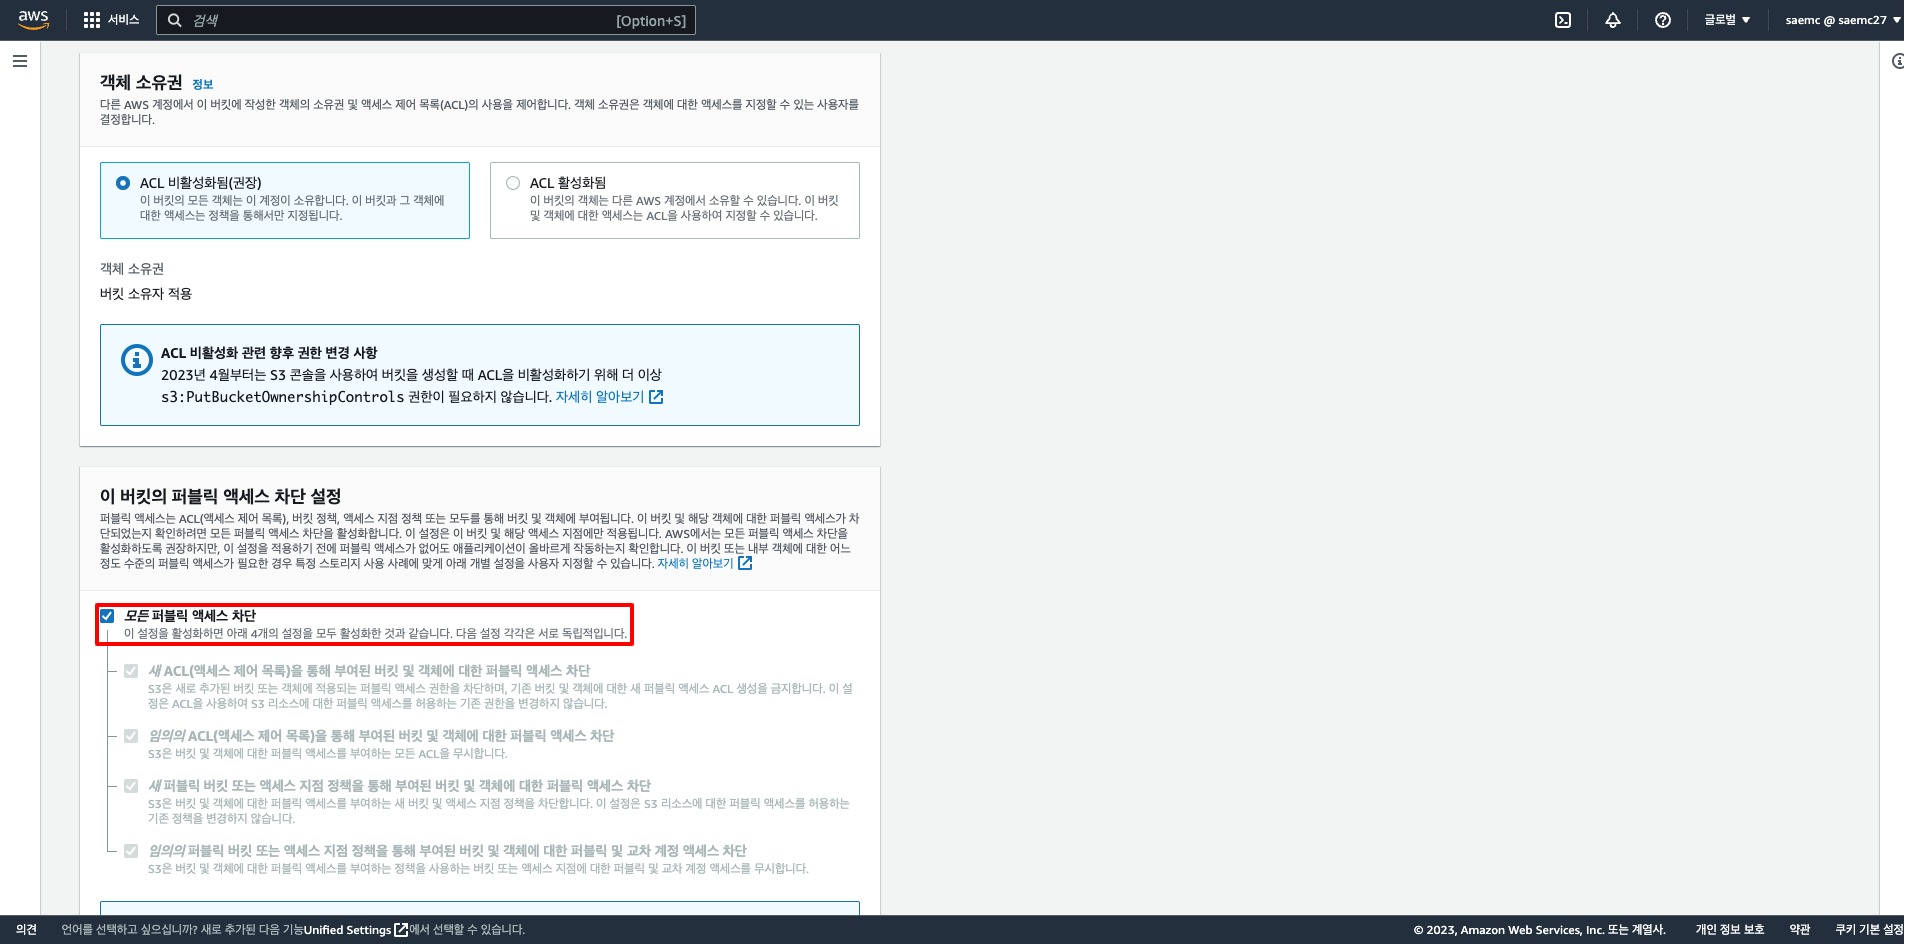 aws
서비스
검색
[Option+S]
글로벌
saemc @ saemc27
객체 소유권 정보
다른 AWS 계정에서 이 버킷에 작성한 객체의 소유권 및 액세스 제어 목록(ACL)의 사용을 제어합니다. 객체 소유권은 객체에 대한 액세스를 지정할 수 있는 사용자를
결정합니다.
ACL 비활성화됨(권장)
이 버킷의 모든 객체는 이 계정이 소유합니다. 이 버킷과 그 객체에
대한 액세스는 정책을 통해서만 지정됩니다.
ACL 활성화됨
이 버킷의 객체는 다른 AWS 계정에서 소유할 수 있습니다. 이 버킷
및 객체에 대한 액세스는 ACL을 사용하여 지정할 수 있습니다.
객체 소유권
버킷 소유자 적용
ACL 비활성화 관련 향후 권한 변경 사항
2023년 4월부터는 S3 콘솔을 사용하여 버킷을 생성할 때 ACL을 비활성화하기 위해 더 이상
s3:PutBucketOwnershipControls 권한이 필요하지 않습니다. 자세히 알아보기
이 버킷의 퍼블릭 액세스 차단 설정
퍼블릭 액세스는 ACL(액세스 제어 목록), 버킷 정책, 액세스 지점 정책 또는 모두를 통해 버킷 및 객체에 부여됩니다. 이 버킷 및 해당 객체에 대한 퍼블릭 액세스가 차
단되었는지 확인하려면 모든 퍼블릭 액세스 차단을 활성화합니다. 이 설정은 이 버킷 및 해당 액세스 지점에만 적용됩니다. AWS에서는 모든 퍼블릭 액세스 차단을
활성화하도록 권장하지만, 이 설정을 적용하기 전에 퍼블릭 액세스가 없어도 애플리케이션이 올바르게 작동하는지 확인합니다. 이 버킷 또는 내부 객체에 대한 어느
정도 수준의 퍼블릭 액세스가 필요한 경우 특정 스토리지 사용 사례에 맞게 아래 개별 설정을 사용자 지정할 수 있습니다. 자세히 알아보기
모든 퍼블릭 액세스 차단
이 설정을 활성화하면 아래 4개의 설정을 모두 활성화한 것과 같습니다. 다음 설정 각각은 서로 독립적입니다.
새 ACL(액세스 제어 목록)을 통해 부여된 버킷 및 객체에 대한 퍼블릭 액세스 차단
S3은 새로 추가된 버킷 또는 객체에 적용되는 퍼블릭 액세스 권한을 차단하며, 기존 버킷 및 객체에 대한 새 퍼블릭 액세스 ACL 생성을 금지합니다. 이 설
정은 ACL을 사용하여 S3 리소스에 대한 퍼블릭 액세스를 허용하는 기존 권한을 변경하지 않습니다.
임의의 ACL(액세스 제어 목록)을 통해 부여된 버킷 및 객체에 대한 퍼블릭 액세스 차단
S3은 버킷 및 객체에 대한 퍼블릭 액세스를 부여하는 모든 ACL을 무시합니다.
새 퍼블릭 버킷 또는 액세스 지점 정책을 통해 부여된 버킷 및 객체에 대한 퍼블릭 액세스 차단
S3은 버킷 및 객체에 대한 퍼블릭 액세스를 부여하는 새 버킷 및 액세스 지점 정책을 차단합니다. 이 설정은 S3 리소스에 대한 퍼블릭 액세스를 허용하는
기존 정책을 변경하지 않습니다.
임의의 퍼블릭 버킷 또는 액세스 지점 정책을 통해 부여된 버킷 및 객체에 대한 퍼블릭 및 교차 계정 액세스 차단
S3은 버킷 및 객체에 대한 퍼블릭 액세스를 부여하는 정책을 사용하는 버킷 또는 액세스 지점에 대한 퍼블릭 및 교차 계정 액세스를 무시합니다.
의견
언어를 선택하고 싶으십니까? 새로 추가된 다음 기능Unified Settings에서 선택할 수 있습니다.
© 2023, Amazon Web Services, Inc. 또는 계열사.
개인 정보 보호
약관
쿠키 기본 설정